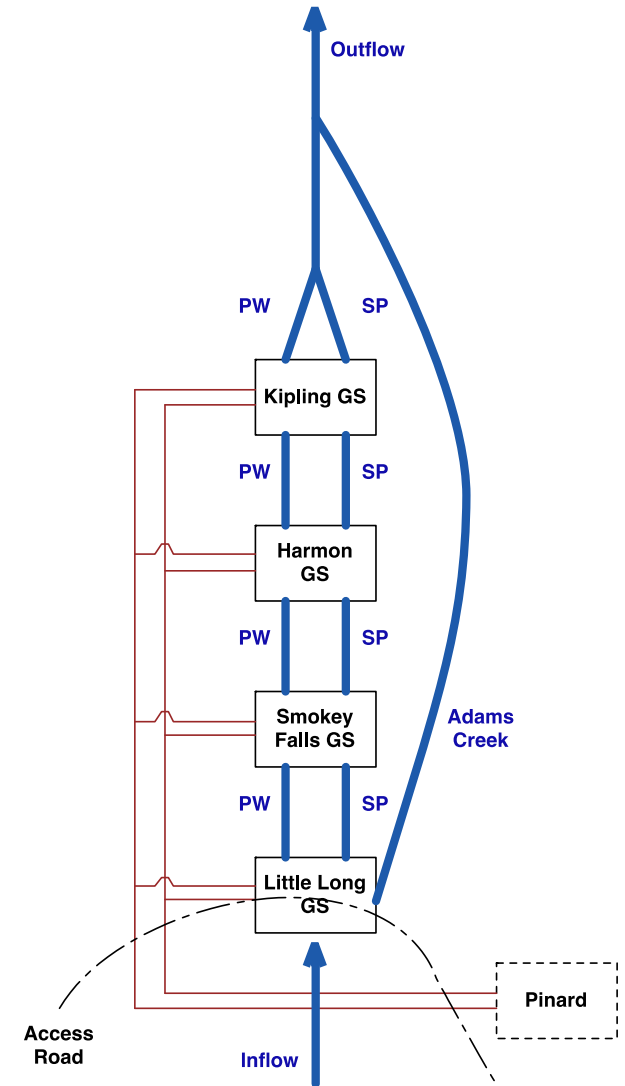 Outflow
PW
SP
Kipling GS
PW
SP
Harmon
GS
PW
SP
Smokey
Falls GS
Adams
Creek
PW
SP
Little Long
GS
Pinard
Access
Road
Inflow